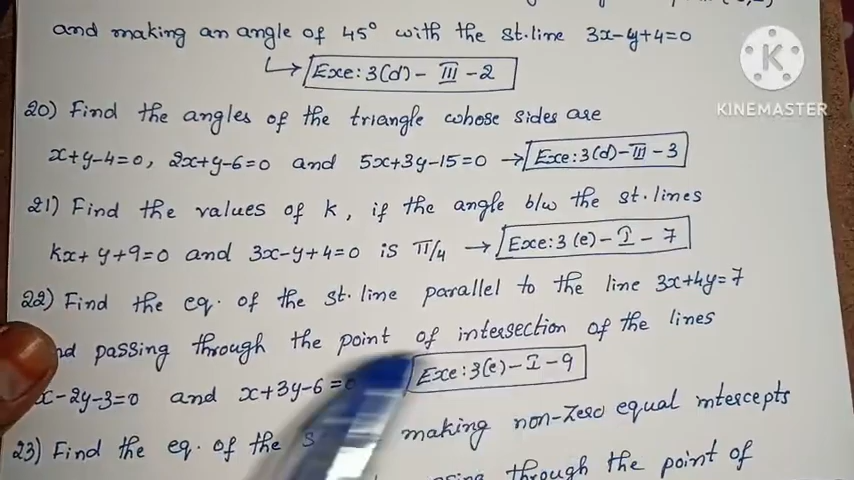 and making an angle of 45° with the st.line 3x-y+4=0
Exe: 3(d) - III - 2
KINEMASTER
20) Find the angles of the triangle whose sides are
x+y-4=0, 2x+y-6=0 and 5x+3y-15=0 → Exe: 3(d) - III - 3
21) Find the values of k, if the angle b/w the st.lines
kx+y+9=0 and 3x-y+4=0 is π/4 → Exe: 3(e) - I - 7
22) Find the eq. of the st.line parallel to the line 3x+4y=7
passing through the point of intersection of the lines
x-2y-3=0 and x+3y-6=0 Exe: 3(e) - I - 9
23) Find the eq. of the making non-zero equal intercepts
through the point of